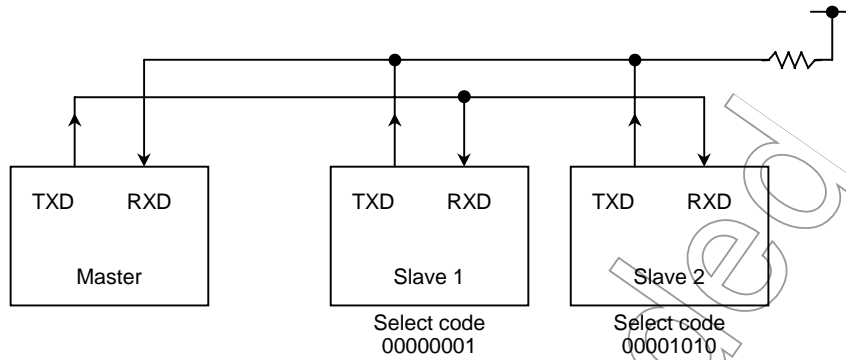 TXD RXD TXD RXD TXD RXD
Master Slave 1 Slave 2
Select code Select code
00000001 00001010